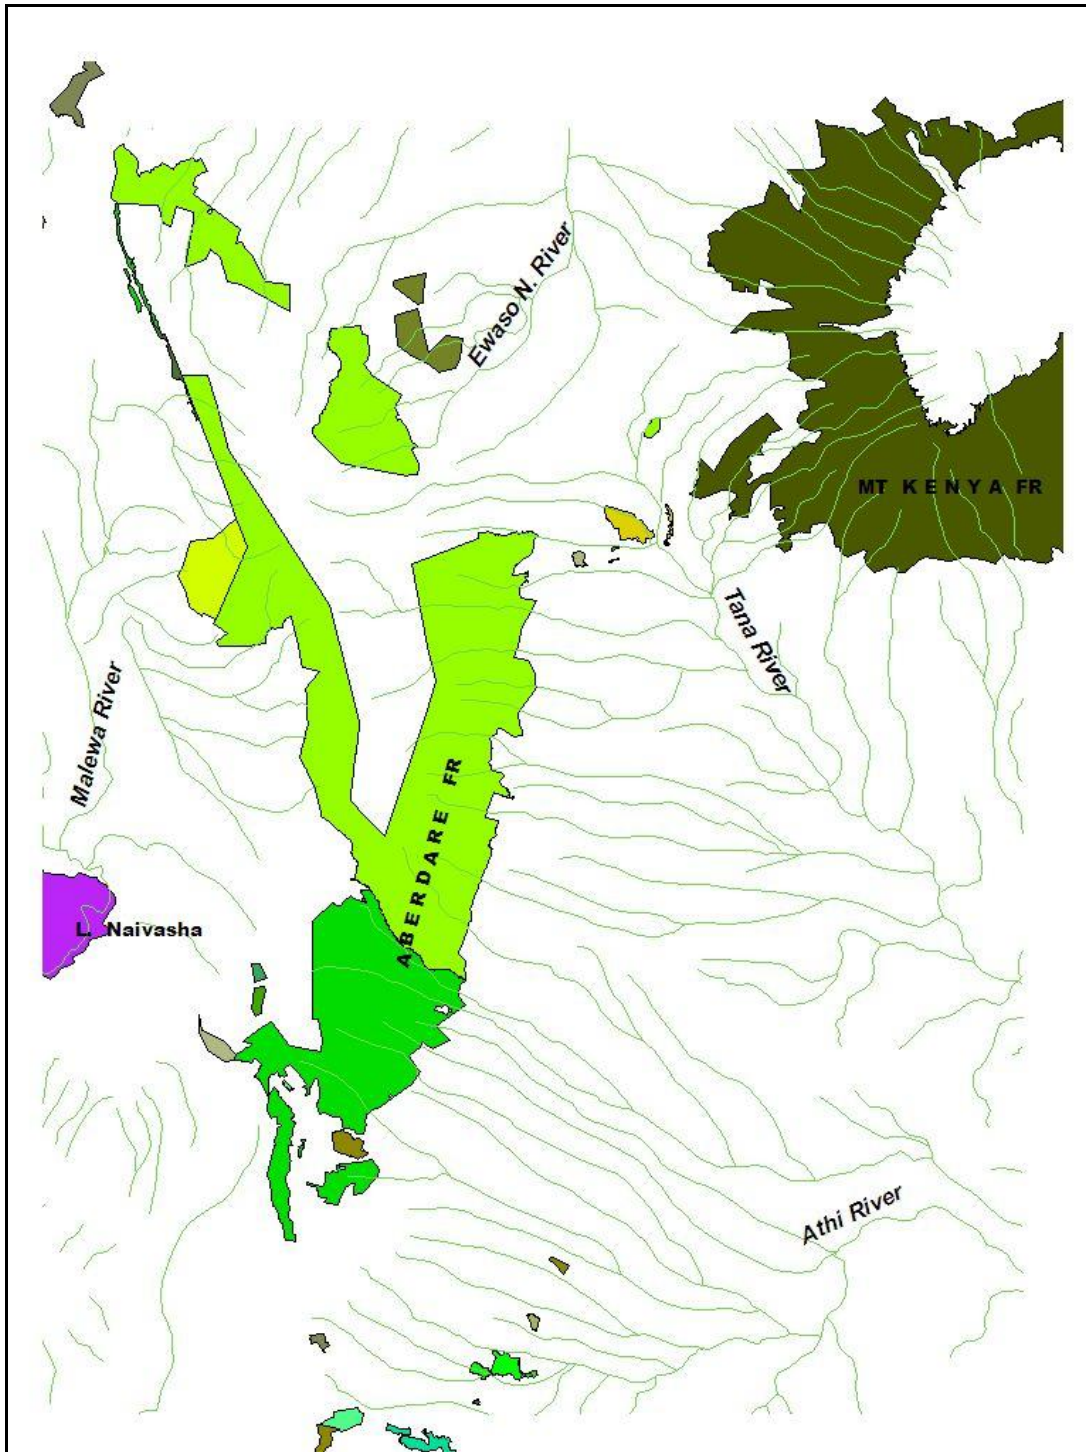 Ewaso N. River
MT KENYA FR
Tana River
Malewa River
ABERDARE FR
L. Naivasha
Athi River